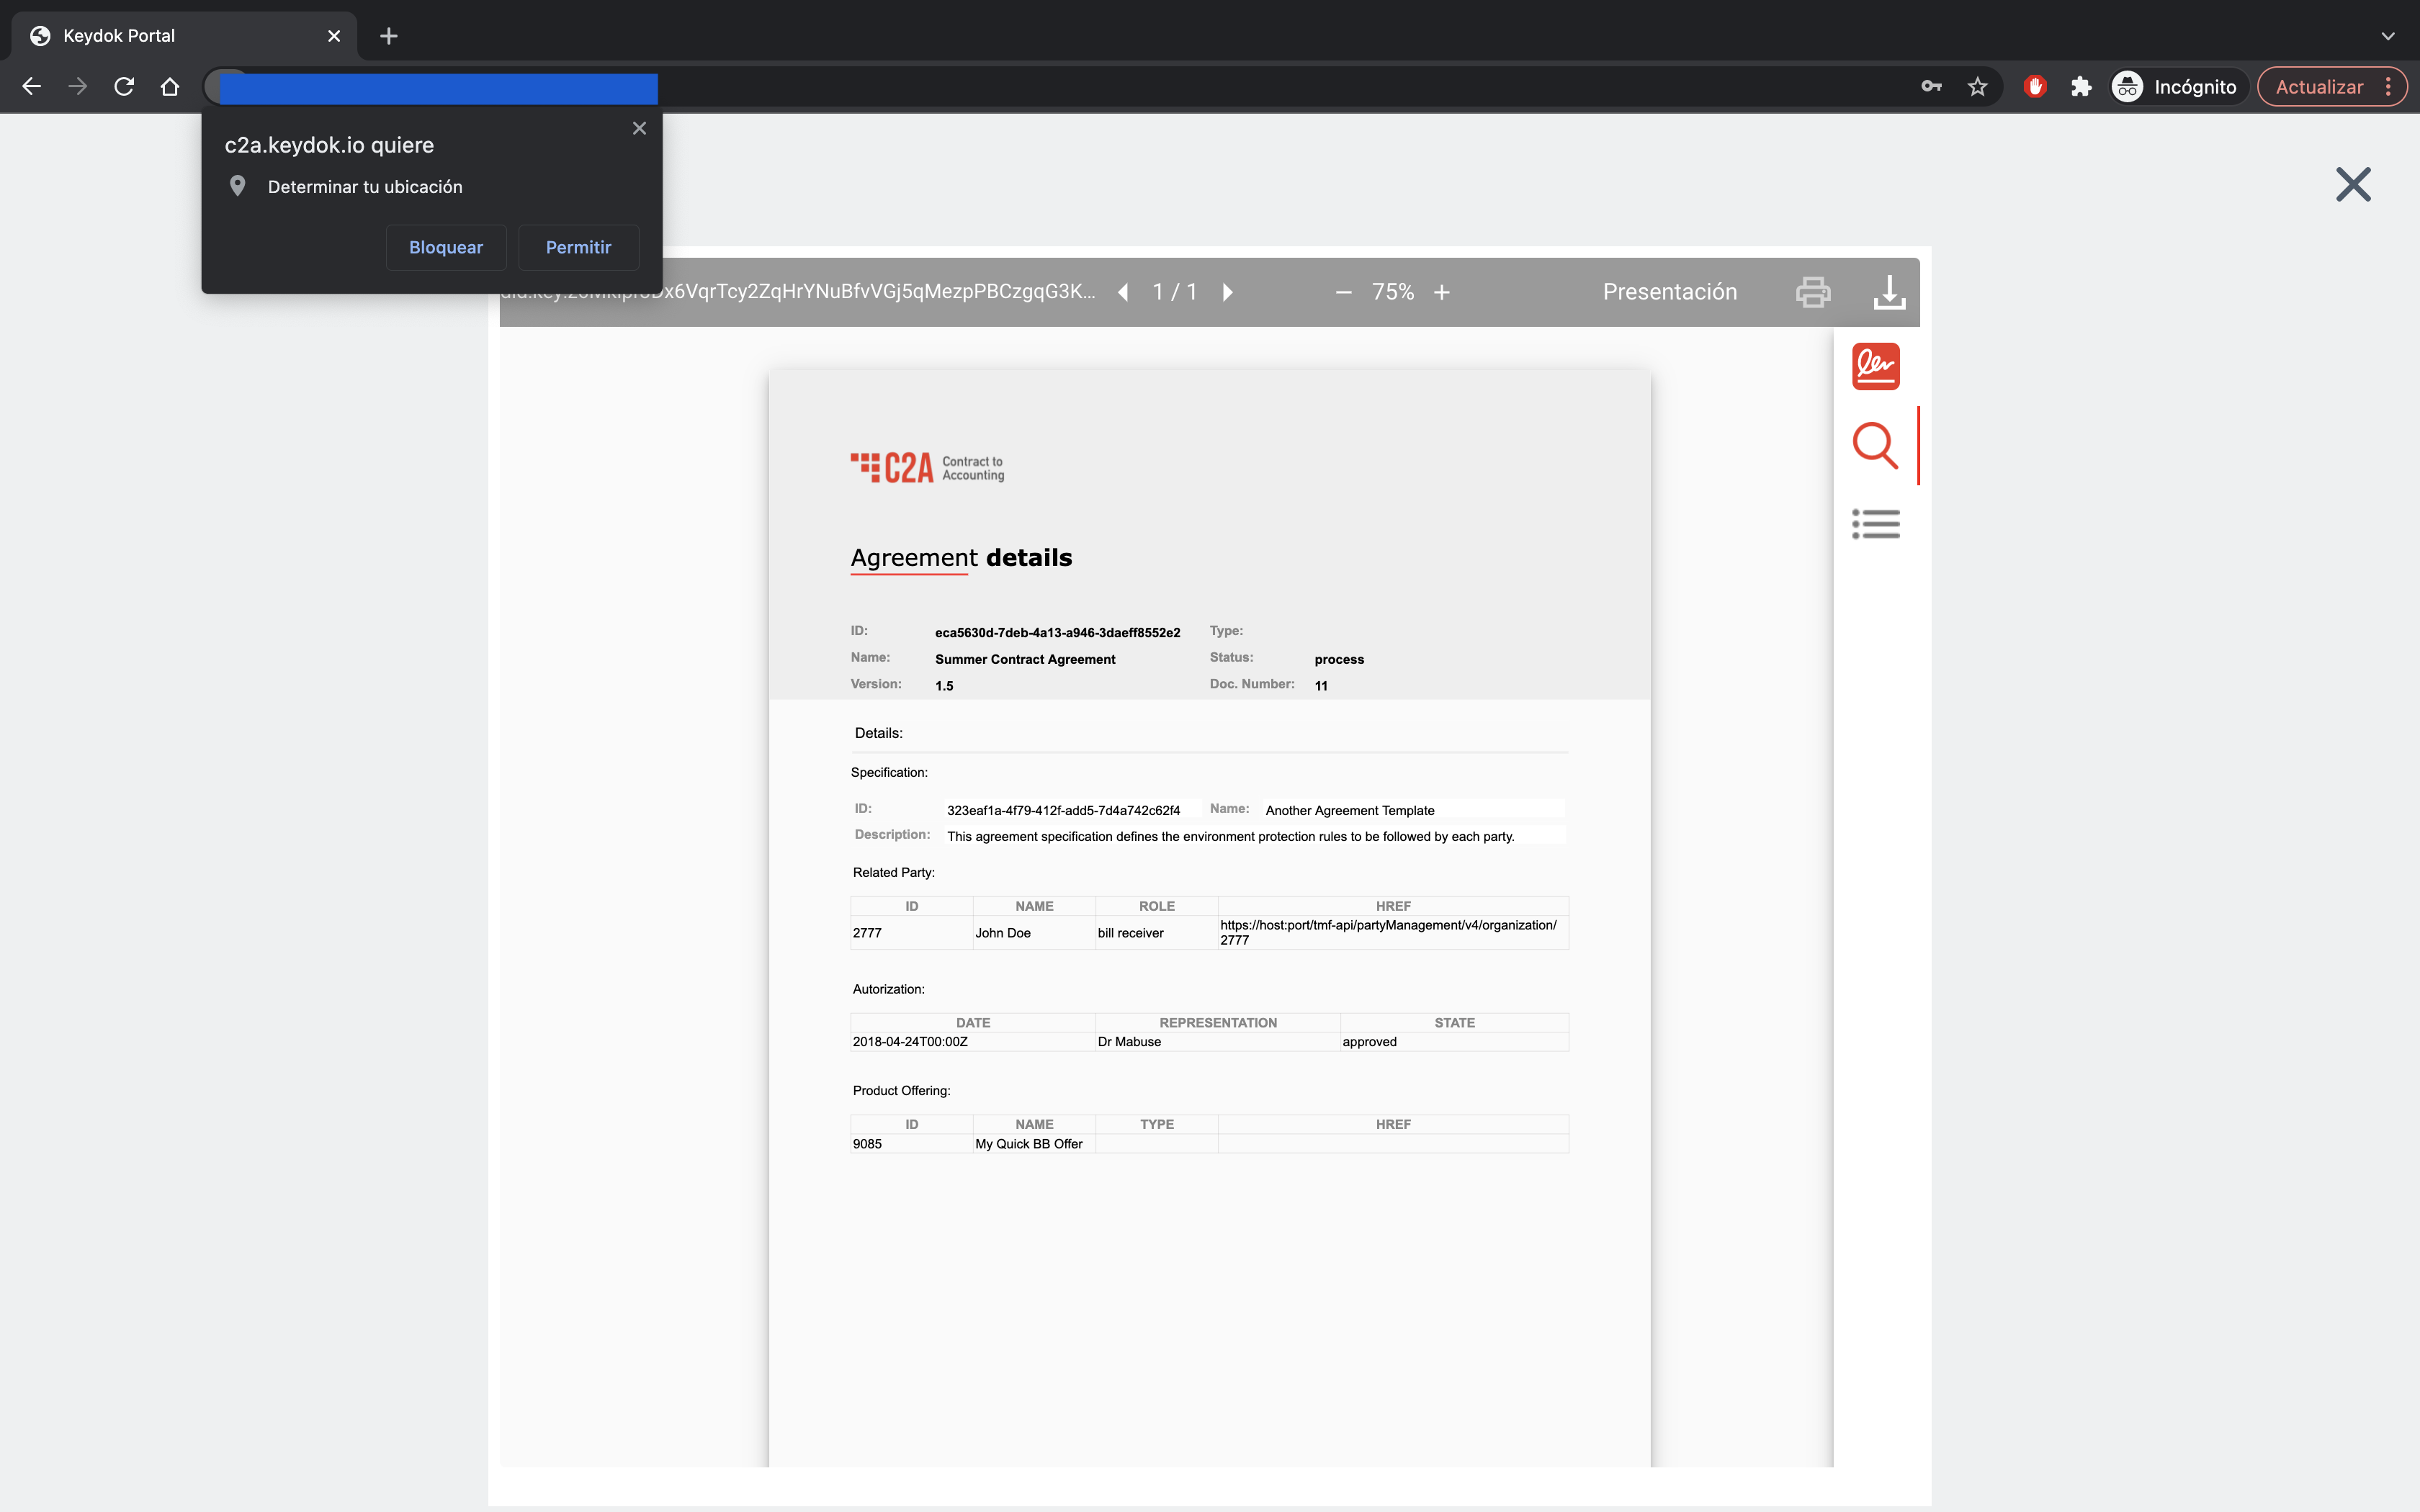 Keydok Portal
Incógnito
Actualizar
c2a.keydok.io quiere
Determinar tu ubicación
Bloquear Permitir
x6VqrTcy2ZqHrYNuBfvVGj5qMezpPBCzgqG3K... 1 / 1 75% Presentación
C2A Contract to Accounting
Agreement details
ID: eca5630d-7deb-4a13-a946-3daeff8552e2 Type:
Name: Summer Contract Agreement Status: process
Version: 1.5 Doc. Number: 11
Details:
Specification:
ID: 323eaf1a-4f79-412f-add5-7d4a742c62f4 Name: Another Agreement Template
Description: This agreement specification defines the environment protection rules to be followed by each party.
Related Party:
ID NAME ROLE HREF
2777 John Doe bill receiver https://host:port/tmf-api/partyManagement/v4/organization/
2777
Autorization:
DATE REPRESENTATION STATE
2018-04-24T00:00Z Dr Mabuse approved
Product Offering:
ID NAME TYPE HREF
9085 My Quick BB Offer